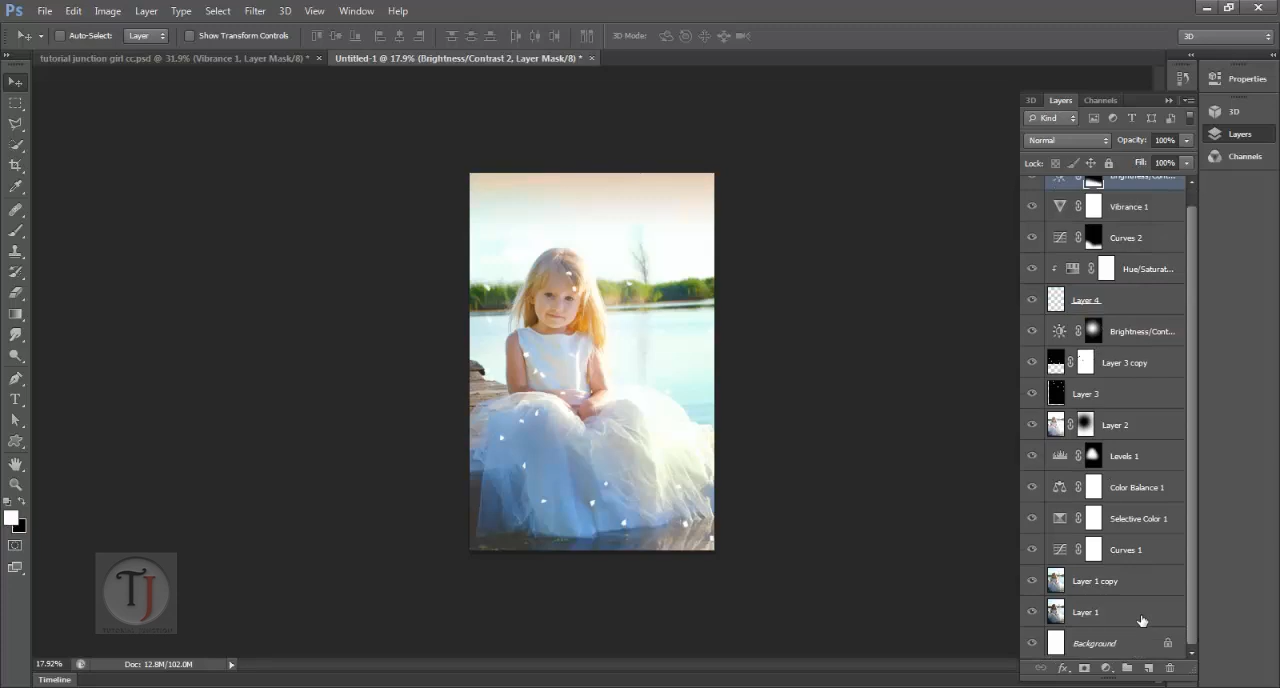 Ps File Edit Image Layer Type Select Filter 3D View Window Help
Auto-Select: Layer Show Transform Controls 3D Mode: 3D
tutorial junction girl cc.psd @ 31.9% (Vibrance 1, Layer Mask/8) * × Untitled-1 @ 17.9% (Brightness/Contrast 2, Layer Mask/8) * ×
Properties
3D Layers Channels
3D
Kind
Layers
Normal Opacity: 100%
Channels
Lock: Fill: 100%
Brightness/Cont...
Vibrance 1
Curves 2
Hue/Saturat...
Layer 4
Brightness/Cont...
Layer 3 copy
Layer 3
Layer 2
Levels 1
Color Balance 1
Selective Color 1
Curves 1
Layer 1 copy
Layer 1
Background
TJ
17.92% Doc: 12.8M/102.0M
Timeline